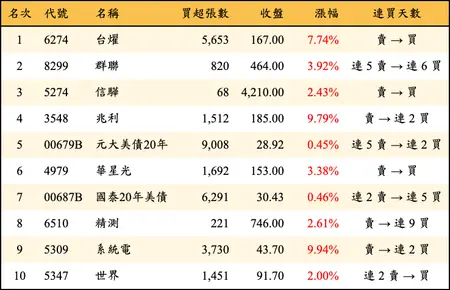 名次 代號 名稱 買超張數 收盤 漲幅 連買天數
1 6274 台燿 5,653 167.00 7.74% 賣 → 買
2 8299 群聯 820 464.00 3.92% 連 5 賣 → 連 6 買
3 5274 信驊 68 4,210.00 2.43% 賣 → 買
4 3548 兆利 1,512 185.00 9.79% 賣 → 連 2 買
5 00679B 元大美債20年 9,008 28.92 0.45% 連 5 賣 → 連 2 買
6 4979 華星光 1,692 153.00 3.38% 賣 → 買
7 00687B 國泰20年美債 6,291 30.43 0.46% 連 2 賣 → 連 5 買
8 6510 精測 221 746.00 2.61% 賣 → 連 9 買
9 5309 系統電 3,730 43.70 9.94% 賣 → 連 2 買
10 5347 世界 1,451 91.70 2.00% 連 2 賣 → 買